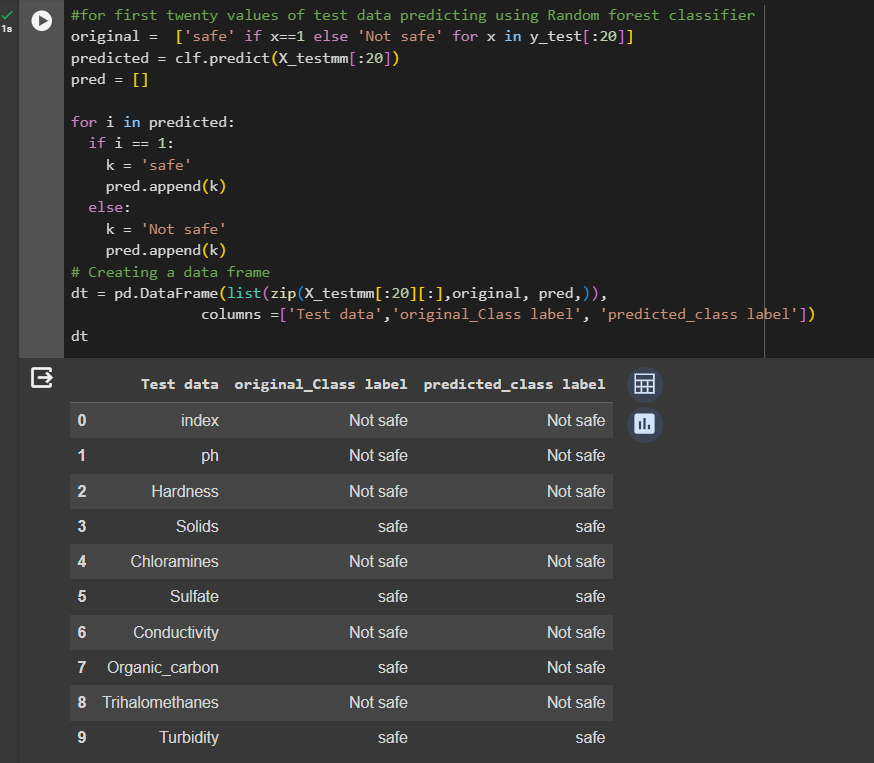 1s
#for first twenty values of test data predicting using Random forest classifier
original =  ['safe' if x==1 else 'Not safe' for x in y_test[:20]]
predicted = clf.predict(X_testmm[:20])
pred = []
for i in predicted:
  if i == 1:
    k = 'safe'
    pred.append(k)
  else:
    k = 'Not safe'
    pred.append(k)
# Creating a data frame
dt = pd.DataFrame(list(zip(X_testmm[:20][:],original, pred,)),
               columns =['Test data','original_Class label', 'predicted_class label'])
dt
Test data original_Class label predicted_class label
0 index Not safe Not safe
1 ph Not safe Not safe
2 Hardness Not safe Not safe
3 Solids safe safe
4 Chloramines Not safe Not safe
5 Sulfate safe safe
6 Conductivity Not safe Not safe
7 Organic_carbon safe Not safe
8 Trihalomethanes Not safe Not safe
9 Turbidity safe safe